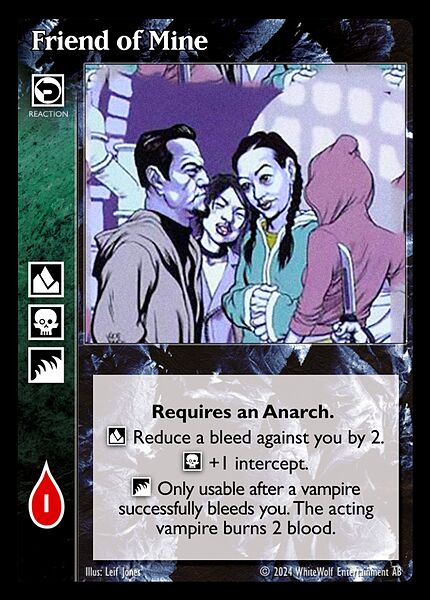 Friend of Mine
REACTION
Requires an Anarch.
Reduce a bleed against you by 2.
+1 intercept.
Only usable after a vampire
successfully bleeds you. The acting
vampire burns 2 blood.
1
Illus: Leif Jones © 2024 WhiteWolf Entertainment AB